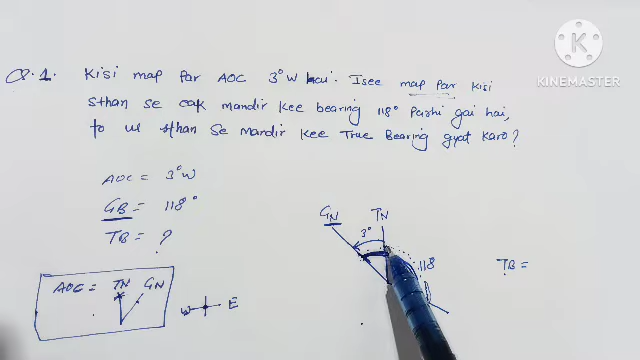 Q.1. Kisi map par AOC 3°W hai. Isee map par kisi
sthan se eak mandir kee bearing 118° parhi gai hai,
to us sthan se Mandir kee True Bearing gyat karo?
AOC = 3°W
GB = 118°
TB = ?
GN TN
3°
118
TB =
AOC = TN GN
W E
K
KINEMASTER